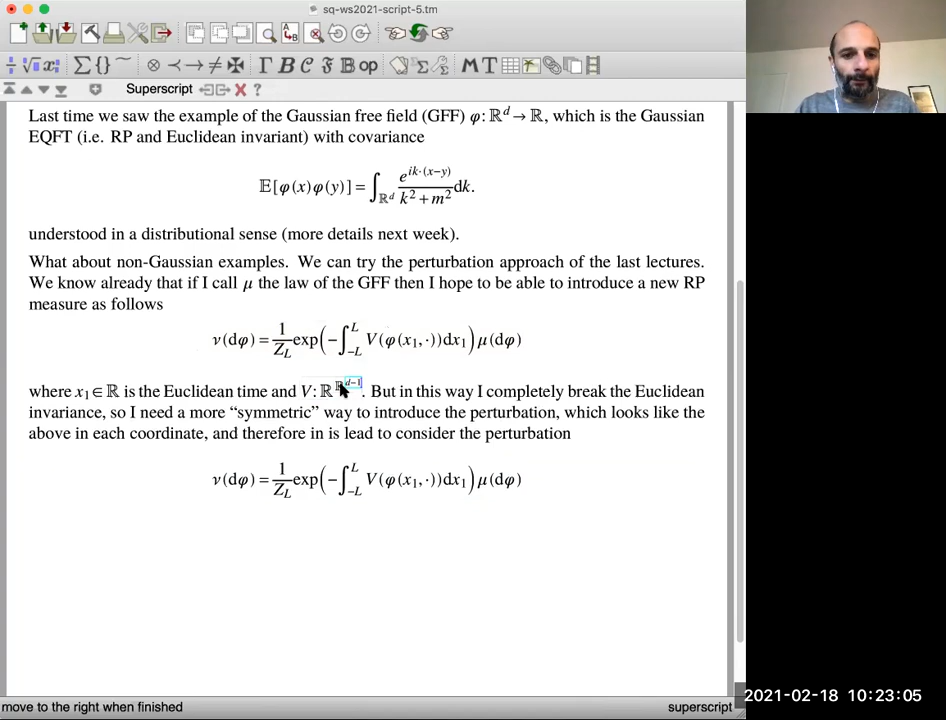 sq-ws2021-script-5.tm
Superscript
Last time we saw the example of the Gaussian free field (GFF) φ: ℝ^d → ℝ, which is the Gaussian
EQFT (i.e. RP and Euclidean invariant) with covariance
𝔼[φ(x)φ(y)] = ∫_{ℝ^d} e^{ik·(x−y)}/(k²+m²) dk.
understood in a distributional sense (more details next week).
What about non-Gaussian examples. We can try the perturbation approach of the last lectures.
We know already that if I call μ the law of the GFF then I hope to be able to introduce a new RP
measure as follows
ν(dφ) = 1/Z_L exp(−∫_{−L}^{L} V(φ(x₁,·))dx₁) μ(dφ)
where x₁∈ℝ is the Euclidean time and V: ℝ^{ℝ^{d−1}}. But in this way I completely break the Euclidean
invariance, so I need a more “symmetric” way to introduce the perturbation, which looks like the
above in each coordinate, and therefore in is lead to consider the perturbation
ν(dφ) = 1/Z_L exp(−∫_{−L}^{L} V(φ(x₁,·))dx₁) μ(dφ)
move to the right when finished
superscript
2021-02-18 10:23:05